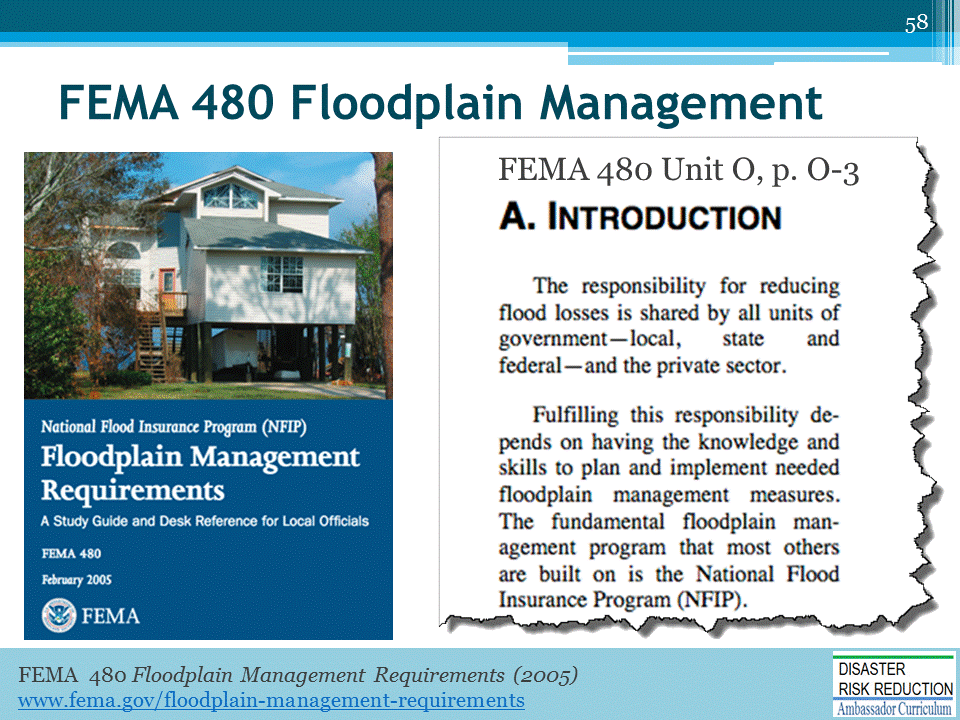 58
FEMA 480 Floodplain Management
National Flood Insurance Program (NFIP)
Floodplain Management
Requirements
A Study Guide and Desk Reference for Local Officials
FEMA 480
February 2005
FEMA
FEMA 480 Unit O, p. O-3
A. INTRODUCTION
The responsibility for reducing
flood losses is shared by all units of
government—local, state and
federal—and the private sector.
Fulfilling this responsibility de-
pends on having the knowledge and
skills to plan and implement needed
floodplain management measures.
The fundamental floodplain man-
agement program that most others
are built on is the National Flood
Insurance Program (NFIP).
FEMA 480 Floodplain Management Requirements (2005)
www.fema.gov/floodplain-management-requirements
DISASTER
RISK REDUCTION
Ambassador Curriculum